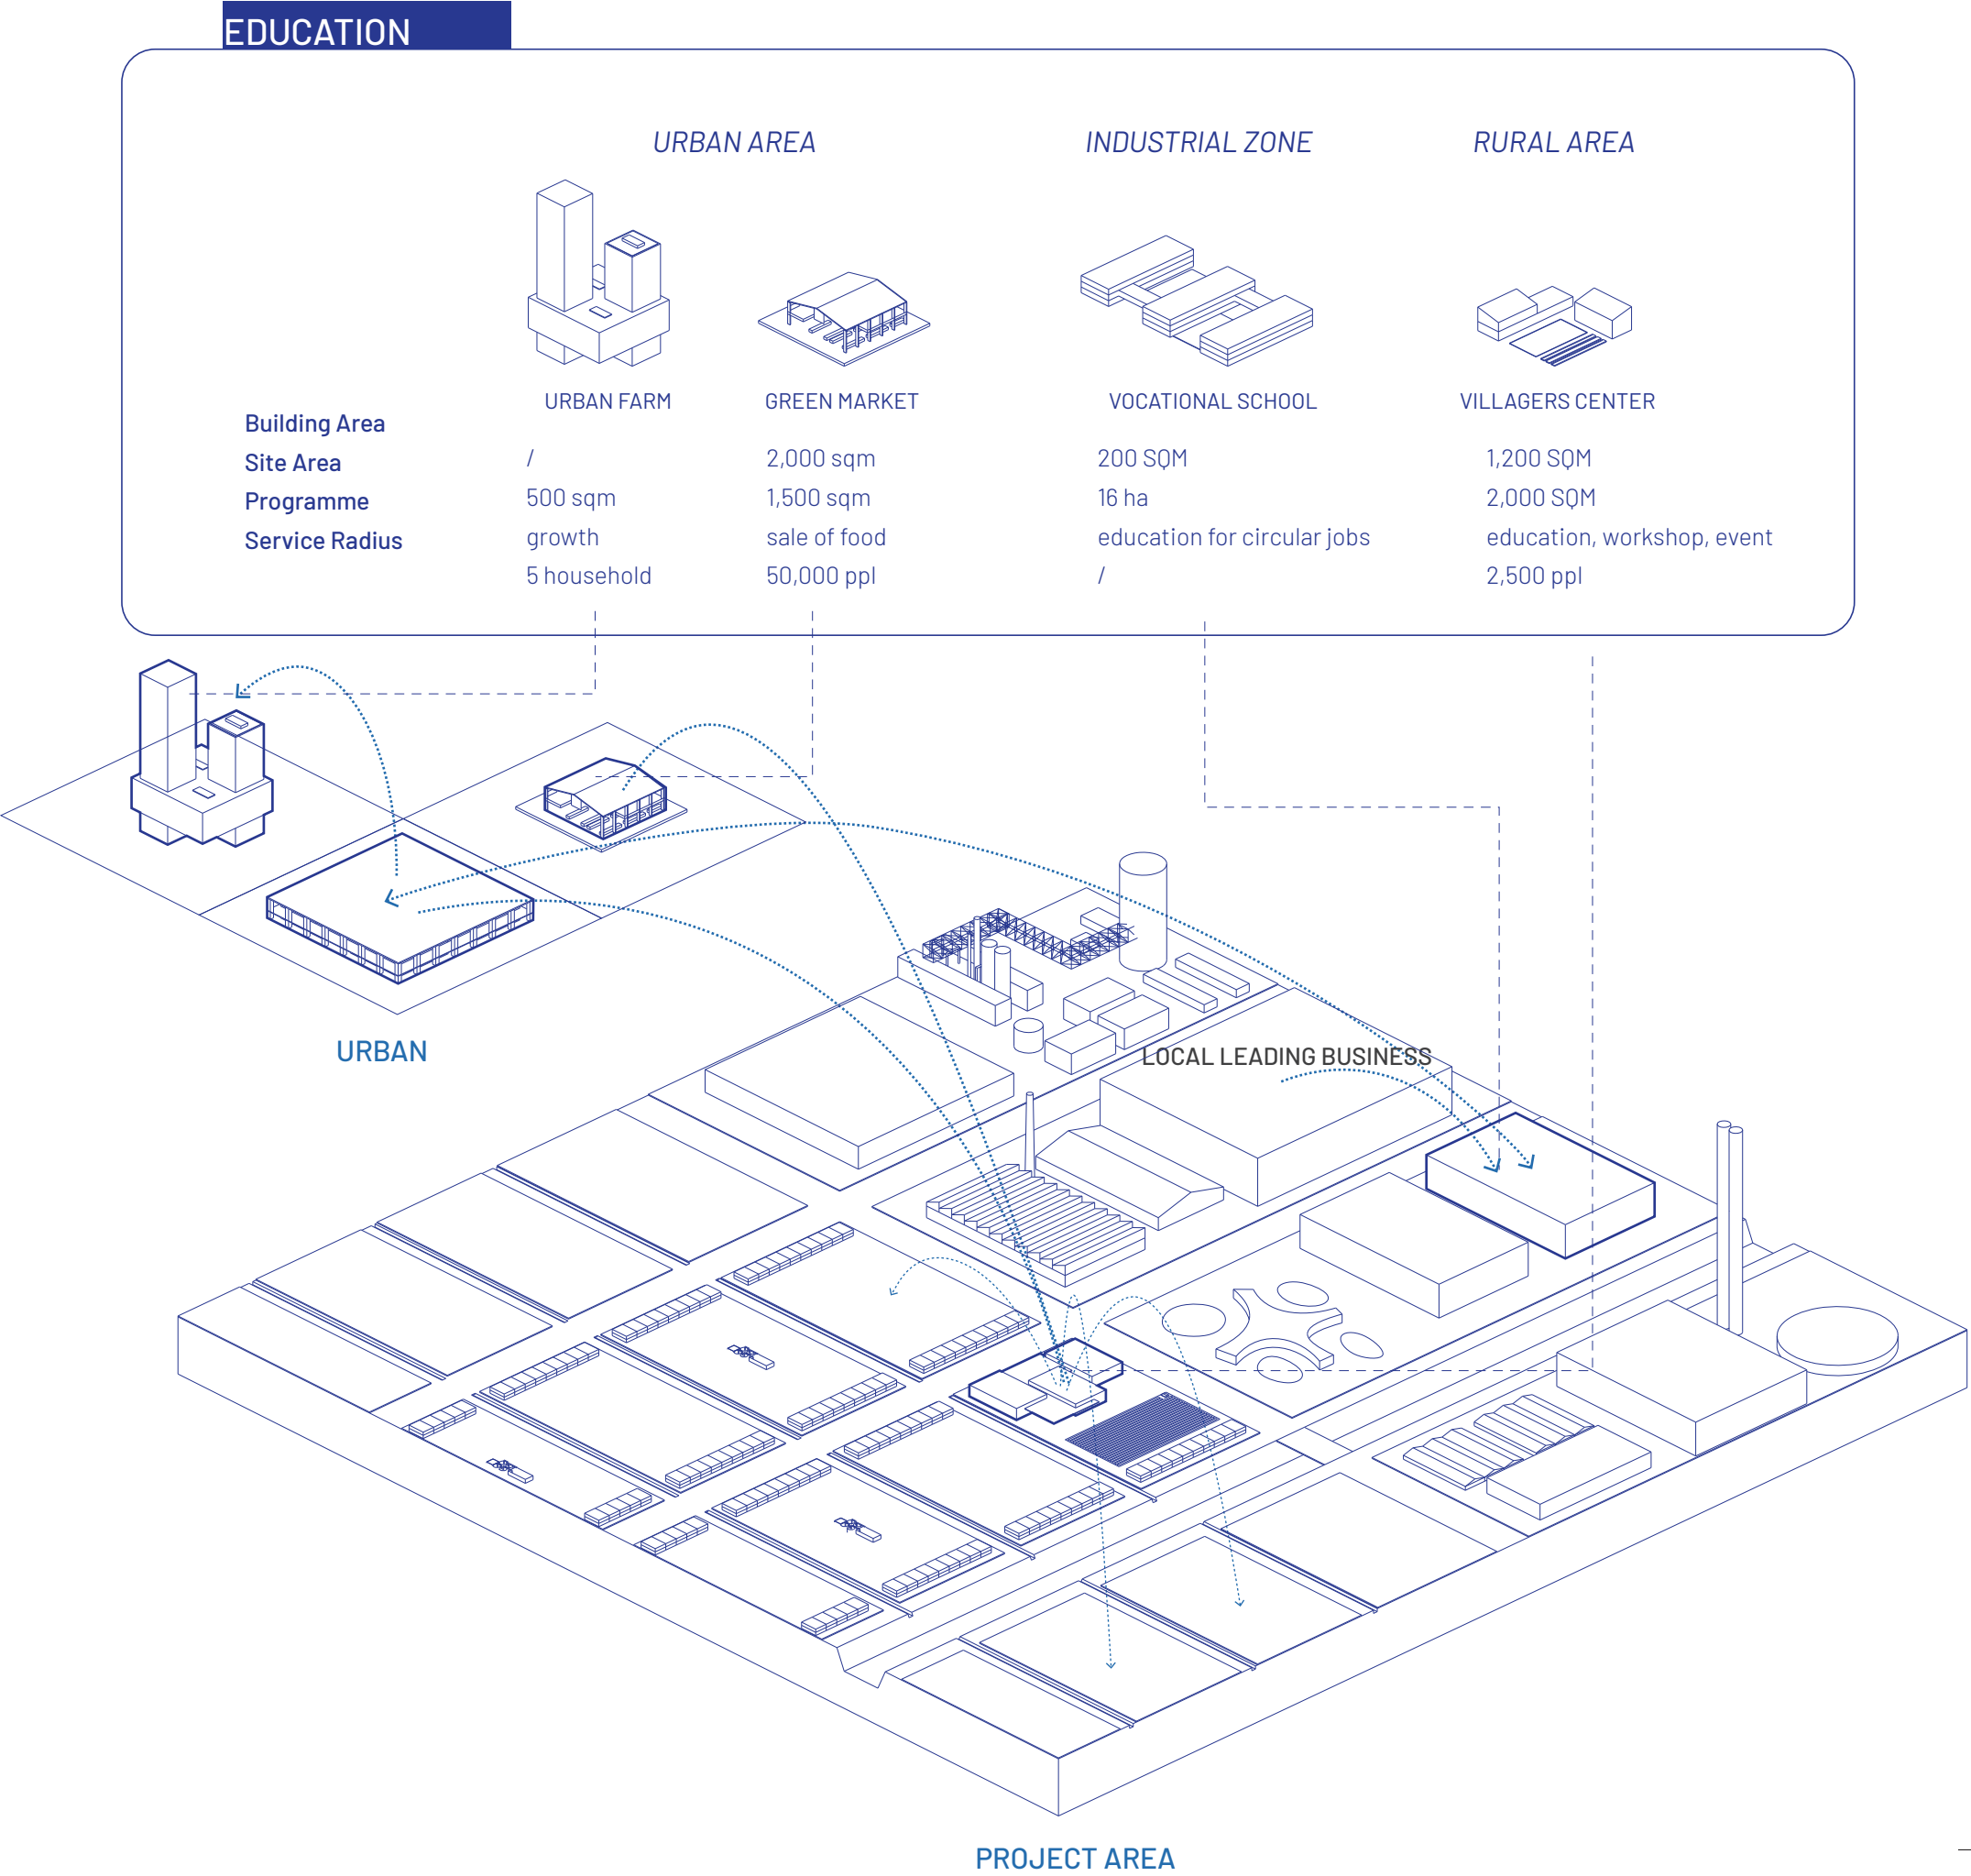 EDUCATION
URBAN AREA
INDUSTRIAL ZONE
RURAL AREA
URBAN FARM
GREEN MARKET
VOCATIONAL SCHOOL
VILLAGERS CENTER
Building Area
/
2,000 sqm
200 SQM
1,200 SQM
Site Area
500 sqm
1,500 sqm
16 ha
2,000 SQM
Programme
growth
sale of food
education for circular jobs
education, workshop, event
Service Radius
5 household
50,000 ppl
/
2,500 ppl
URBAN
LOCAL LEADING BUSINESS
PROJECT AREA